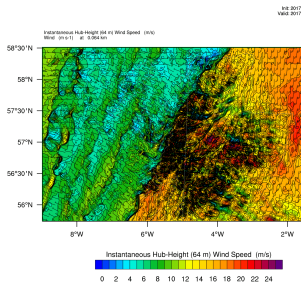 Init: 2017
Valid: 2017
Instantaneous Hub-Height (64 m) Wind Speed (m/s)
Wind (m s-1) at 0.064 km
58°30'N
58°N
57°30'N
57°N
56°30'N
56°N
8°W 6°W 4°W 2°W
Instantaneous Hub-Height (64 m) Wind Speed (m/s)
0 2 4 6 8 10 12 14 16 18 20 22 24